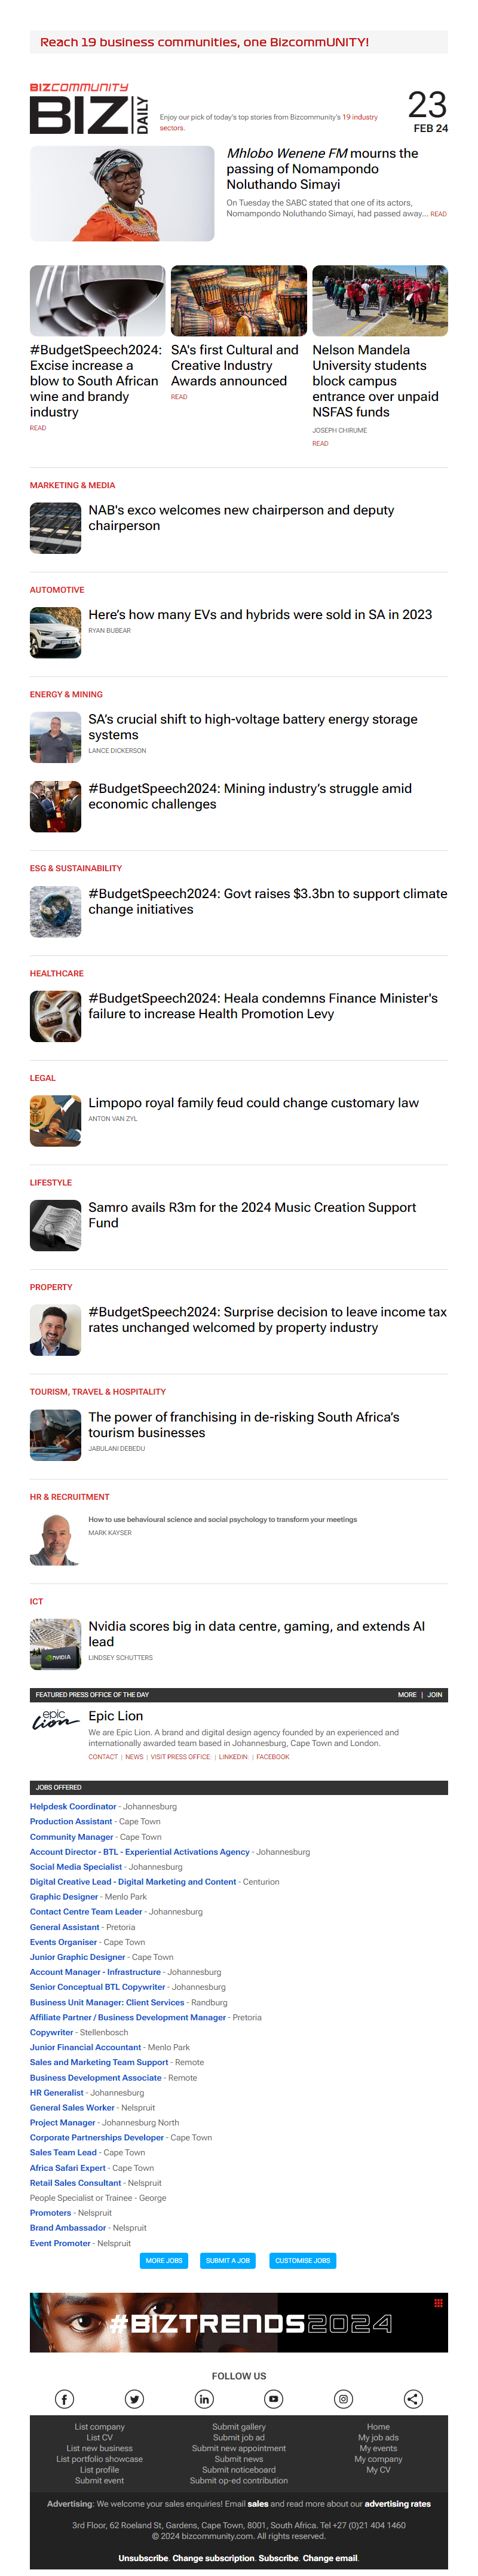 Reach 19 business communities, one BizcommUNITY!
BIZCOMMUNITY
BIZ DAILY
Enjoy our pick of today's top stories from Bizcommunity's 19 industry
sectors.
23
FEB 24
Mhlobo Wenene FM mourns the
passing of Nomampondo
Noluthando Simayi
On Tuesday the SABC stated that one of its actors,
Nomampondo Noluthando Simayi, had passed away... READ
#BudgetSpeech2024:
Excise increase a
blow to South African
wine and brandy
industry
READ
SA's first Cultural and
Creative Industry
Awards announced
READ
Nelson Mandela
University students
block campus
entrance over unpaid
NSFAS funds
JOSEPH CHIRUME
READ
MARKETING & MEDIA
NAB's exco welcomes new chairperson and deputy
chairperson
AUTOMOTIVE
Here's how many EVs and hybrids were sold in SA in 2023
RYAN BUBEAR
ENERGY & MINING
SA's crucial shift to high-voltage battery energy storage
systems
LANCE DICKERSON
#BudgetSpeech2024: Mining industry's struggle amid
economic challenges
ESG & SUSTAINABILITY
#BudgetSpeech2024: Govt raises $3.3bn to support climate
change initiatives
HEALTHCARE
#BudgetSpeech2024: Heala condemns Finance Minister's
failure to increase Health Promotion Levy
LEGAL
Limpopo royal family feud could change customary law
ANTON VAN ZYL
LIFESTYLE
Samro avails R3m for the 2024 Music Creation Support
Fund
PROPERTY
#BudgetSpeech2024: Surprise decision to leave income tax
rates unchanged welcomed by property industry
TOURISM, TRAVEL & HOSPITALITY
The power of franchising in de-risking South Africa's
tourism businesses
JABULANI DEBEDU
HR & RECRUITMENT
How to use behavioural science and social psychology to transform your meetings
MARK KAYSER
ICT
Nvidia scores big in data centre, gaming, and extends AI
lead
LINDSEY SCHUTTERS
NVIDIA
FEATURED PRESS OFFICE OF THE DAY
MORE | JOIN
epic lion
Epic Lion
We are Epic Lion. A brand and digital design agency founded by an experienced and
internationally awarded team based in Johannesburg, Cape Town and London.
CONTACT | NEWS | VISIT PRESS OFFICE: | LINKEDIN: | FACEBOOK
JOBS OFFERED
Helpdesk Coordinator - Johannesburg
Production Assistant - Cape Town
Community Manager - Cape Town
Account Director - BTL - Experiential Activations Agency - Johannesburg
Social Media Specialist - Johannesburg
Digital Creative Lead - Digital Marketing and Content - Centurion
Graphic Designer - Menlo Park
Contact Centre Team Leader - Johannesburg
General Assistant - Pretoria
Events Organiser - Cape Town
Junior Graphic Designer - Cape Town
Account Manager - Infrastructure - Johannesburg
Senior Conceptual BTL Copywriter - Johannesburg
Business Unit Manager: Client Services - Randburg
Affiliate Partner / Business Development Manager - Pretoria
Copywriter - Stellenbosch
Junior Financial Accountant - Menlo Park
Sales and Marketing Team Support - Remote
Business Development Associate - Remote
HR Generalist - Johannesburg
General Sales Worker - Nelspruit
Project Manager - Johannesburg North
Corporate Partnerships Developer - Cape Town
Sales Team Lead - Cape Town
Africa Safari Expert - Cape Town
Retail Sales Consultant - Nelspruit
People Specialist or Trainee - George
Promoters - Nelspruit
Brand Ambassador - Nelspruit
Event Promoter - Nelspruit
MORE JOBS
SUBMIT A JOB
CUSTOMISE JOBS
#BIZTRENDS2024
FOLLOW US
List company
List CV
List new business
List portfolio showcase
List profile
Submit event
Submit gallery
Submit job ad
Submit new appointment
Submit news
Submit noticeboard
Submit op-ed contribution
Home
My job ads
My events
My company
My CV
Advertising: We welcome your sales enquiries! Email sales and read more about our advertising rates
3rd Floor, 62 Roeland St, Gardens, Cape Town, 8001, South Africa. Tel +27 (0)21 404 1460
© 2024 bizcommunity.com. All rights reserved.
Unsubscribe. Change subscription. Subscribe. Change email.